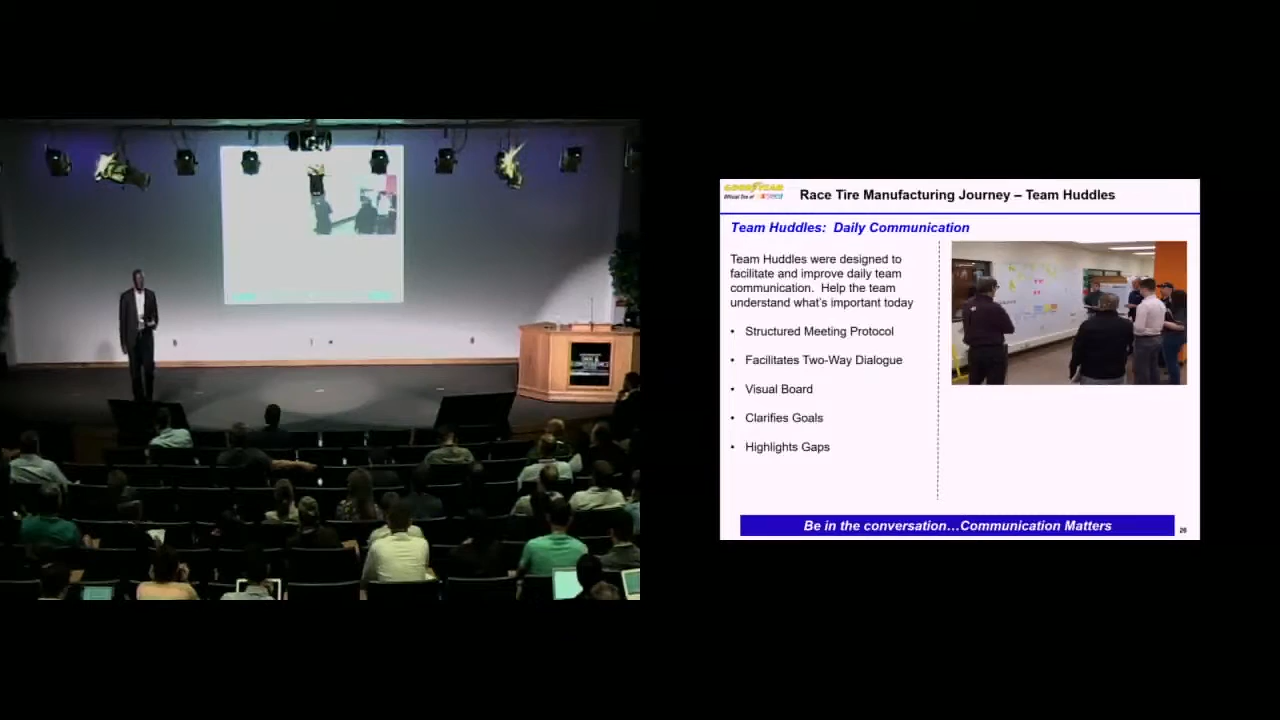 GOODYEAR
Race Tire Manufacturing Journey – Team Huddles
Team Huddles: Daily Communication
Team Huddles were designed to
facilitate and improve daily team
communication. Help the team
understand what's important today
• Structured Meeting Protocol
• Facilitates Two-Way Dialogue
• Visual Board
• Clarifies Goals
• Highlights Gaps
Be in the conversation…Communication Matters
26